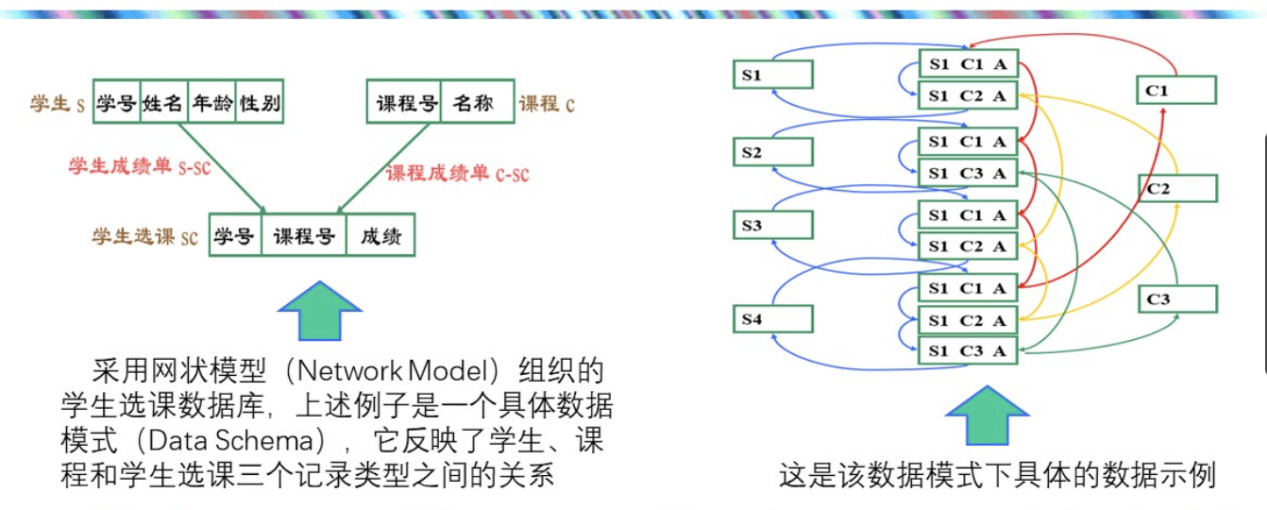 学生 s 学号 姓名 年龄 性别
课程号 名称 课程 c
学生成绩单 s-sc
课程成绩单 c-sc
学生选课 sc 学号 课程号 成绩
采用网状模型（Network Model）组织的
学生选课数据库，上述例子是一个具体数据
模式（Data Schema），它反映了学生、课
程和学生选课三个记录类型之间的关系
S1
S2
S3
S4
S1 C1 A
S1 C2 A
S1 C1 A
S1 C3 A
S1 C1 A
S1 C2 A
S1 C1 A
S1 C2 A
S1 C3 A
C1
C2
C3
这是该数据模式下具体的数据示例